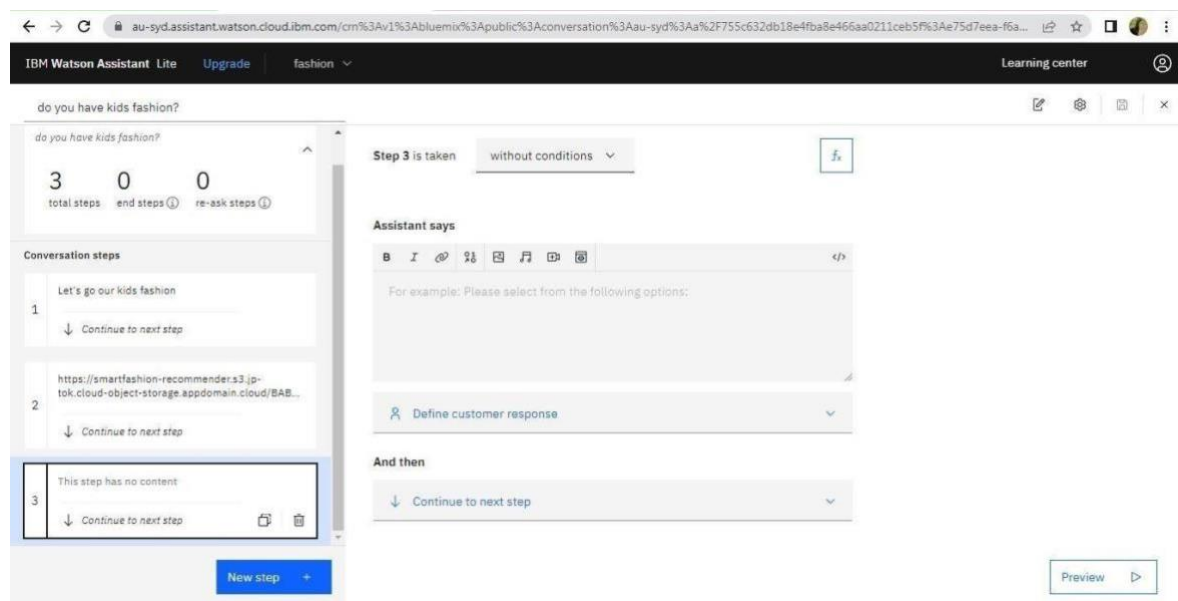 au-syd.assistant.watson.cloud.ibm.com/crn%3Av1%3Abluemix%3Apublic%3Aconversation%3Aau-syd%3Aa%2F755c632db18e4fba8e466aa0211ceb5f%3Ae75d7eea-f6a...
IBM Watson Assistant Lite Upgrade fashion Learning center
do you have kids fashion?
do you have kids fashion?
3 0 0
total steps end steps re-ask steps
Conversation steps
1
Let's go our kids fashion
Continue to next step
2
https://smartfashion-recommender.s3.jp-
tok.cloud-object-storage.appdomain.cloud/BAB...
Continue to next step
3
This step has no content
Continue to next step
New step +
Step 3 is taken without conditions
fx
Assistant says
B I </>
For example: Please select from the following options:
Define customer response
And then
Continue to next step
Preview